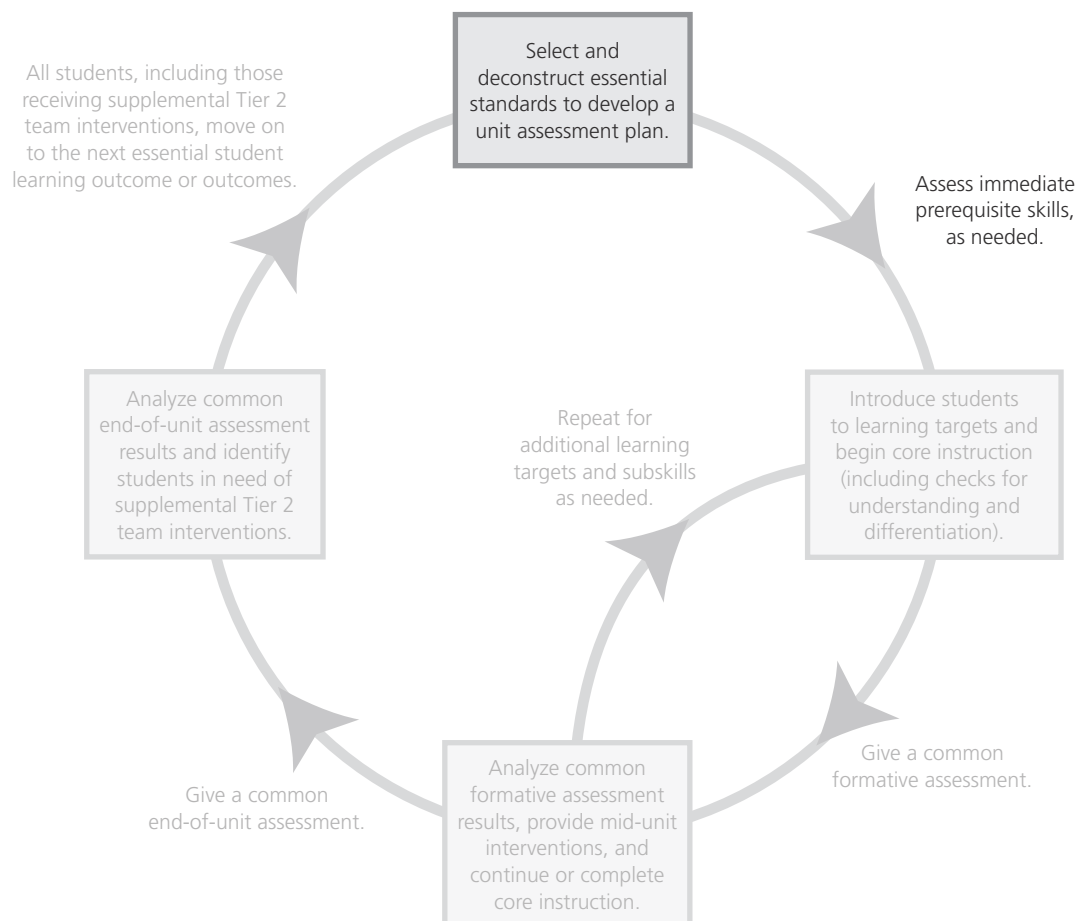 Select and
deconstruct essential
standards to develop a
unit assessment plan.
All students, including those
receiving supplemental Tier 2
team interventions, move on
to the next essential student
learning outcome or outcomes.
Assess immediate
prerequisite skills,
as needed.
Analyze common
end-of-unit assessment
results and identify
students in need of
supplemental Tier 2
team interventions.
Repeat for
additional learning
targets and subskills
as needed.
Introduce students
to learning targets and
begin core instruction
(including checks for
understanding and
differentiation).
Give a common
end-of-unit assessment.
Analyze common
formative assessment
results, provide mid-unit
interventions, and
continue or complete
core instruction.
Give a common
formative assessment.